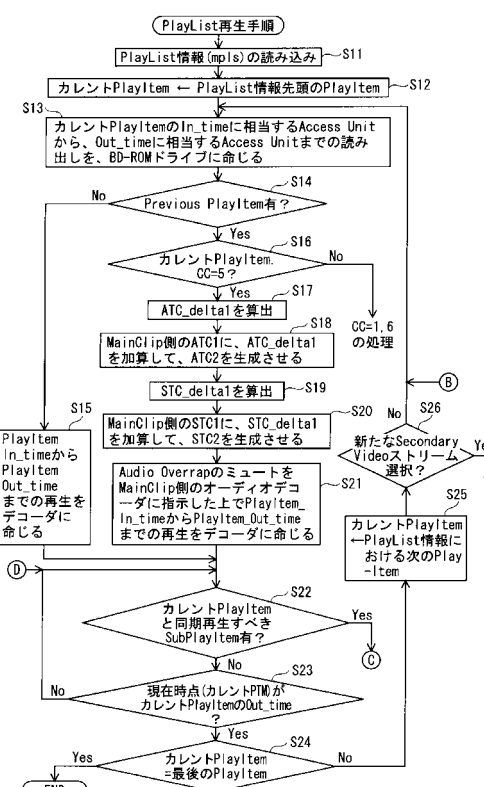 PlayList再生手順
PlayList情報(mpls)の読み込み
S11
カレントPlayItem ← PlayList情報先頭のPlayItem
S12
S13
カレントPlayItemのIn_timeに相当するAccess Unit
から、Out_timeに相当するAccess Unitまでの読み
出しを、BD-ROMドライブに命じる
S14
No
Previous PlayItem有？
Yes
S16
カレントPlayItem.
CC=5？
No
Yes
S17
ATC_delta1を算出
S18
CC=1,6
の処理
MainClip側のATC1に、ATC_delta1
を加算して、ATC2を生成させる
STC_delta1を算出
S19
B
S15
MainClip側のSTC1に、STC_delta1
を加算して、STC2を生成させる
S20
No
S26
新たなSecondary
Videoストリーム
選択？
PlayItem
In_timeから
PlayItem
Out_time
までの再生を
デコーダに
命じる
Audio Overrapのミュートを
MainClip側のオーディオデコ
ーダに指示した上でPlayItem_
In_timeからPlayItem_Out_time
までの再生をデコーダに命じる
S21
S25
カレントPlayItem
←PlayList情報に
おける次のPlay
-Item
D
S22
カレントPlayItem
と同期再生すべき
SubPlayItem有？
Yes
C
No
S23
No
現在時点(カレントPTM)が
カレントPlayItemのOut_time
？
Yes
S24
Yes
カレントPlayItem
=最後のPlayItem
No